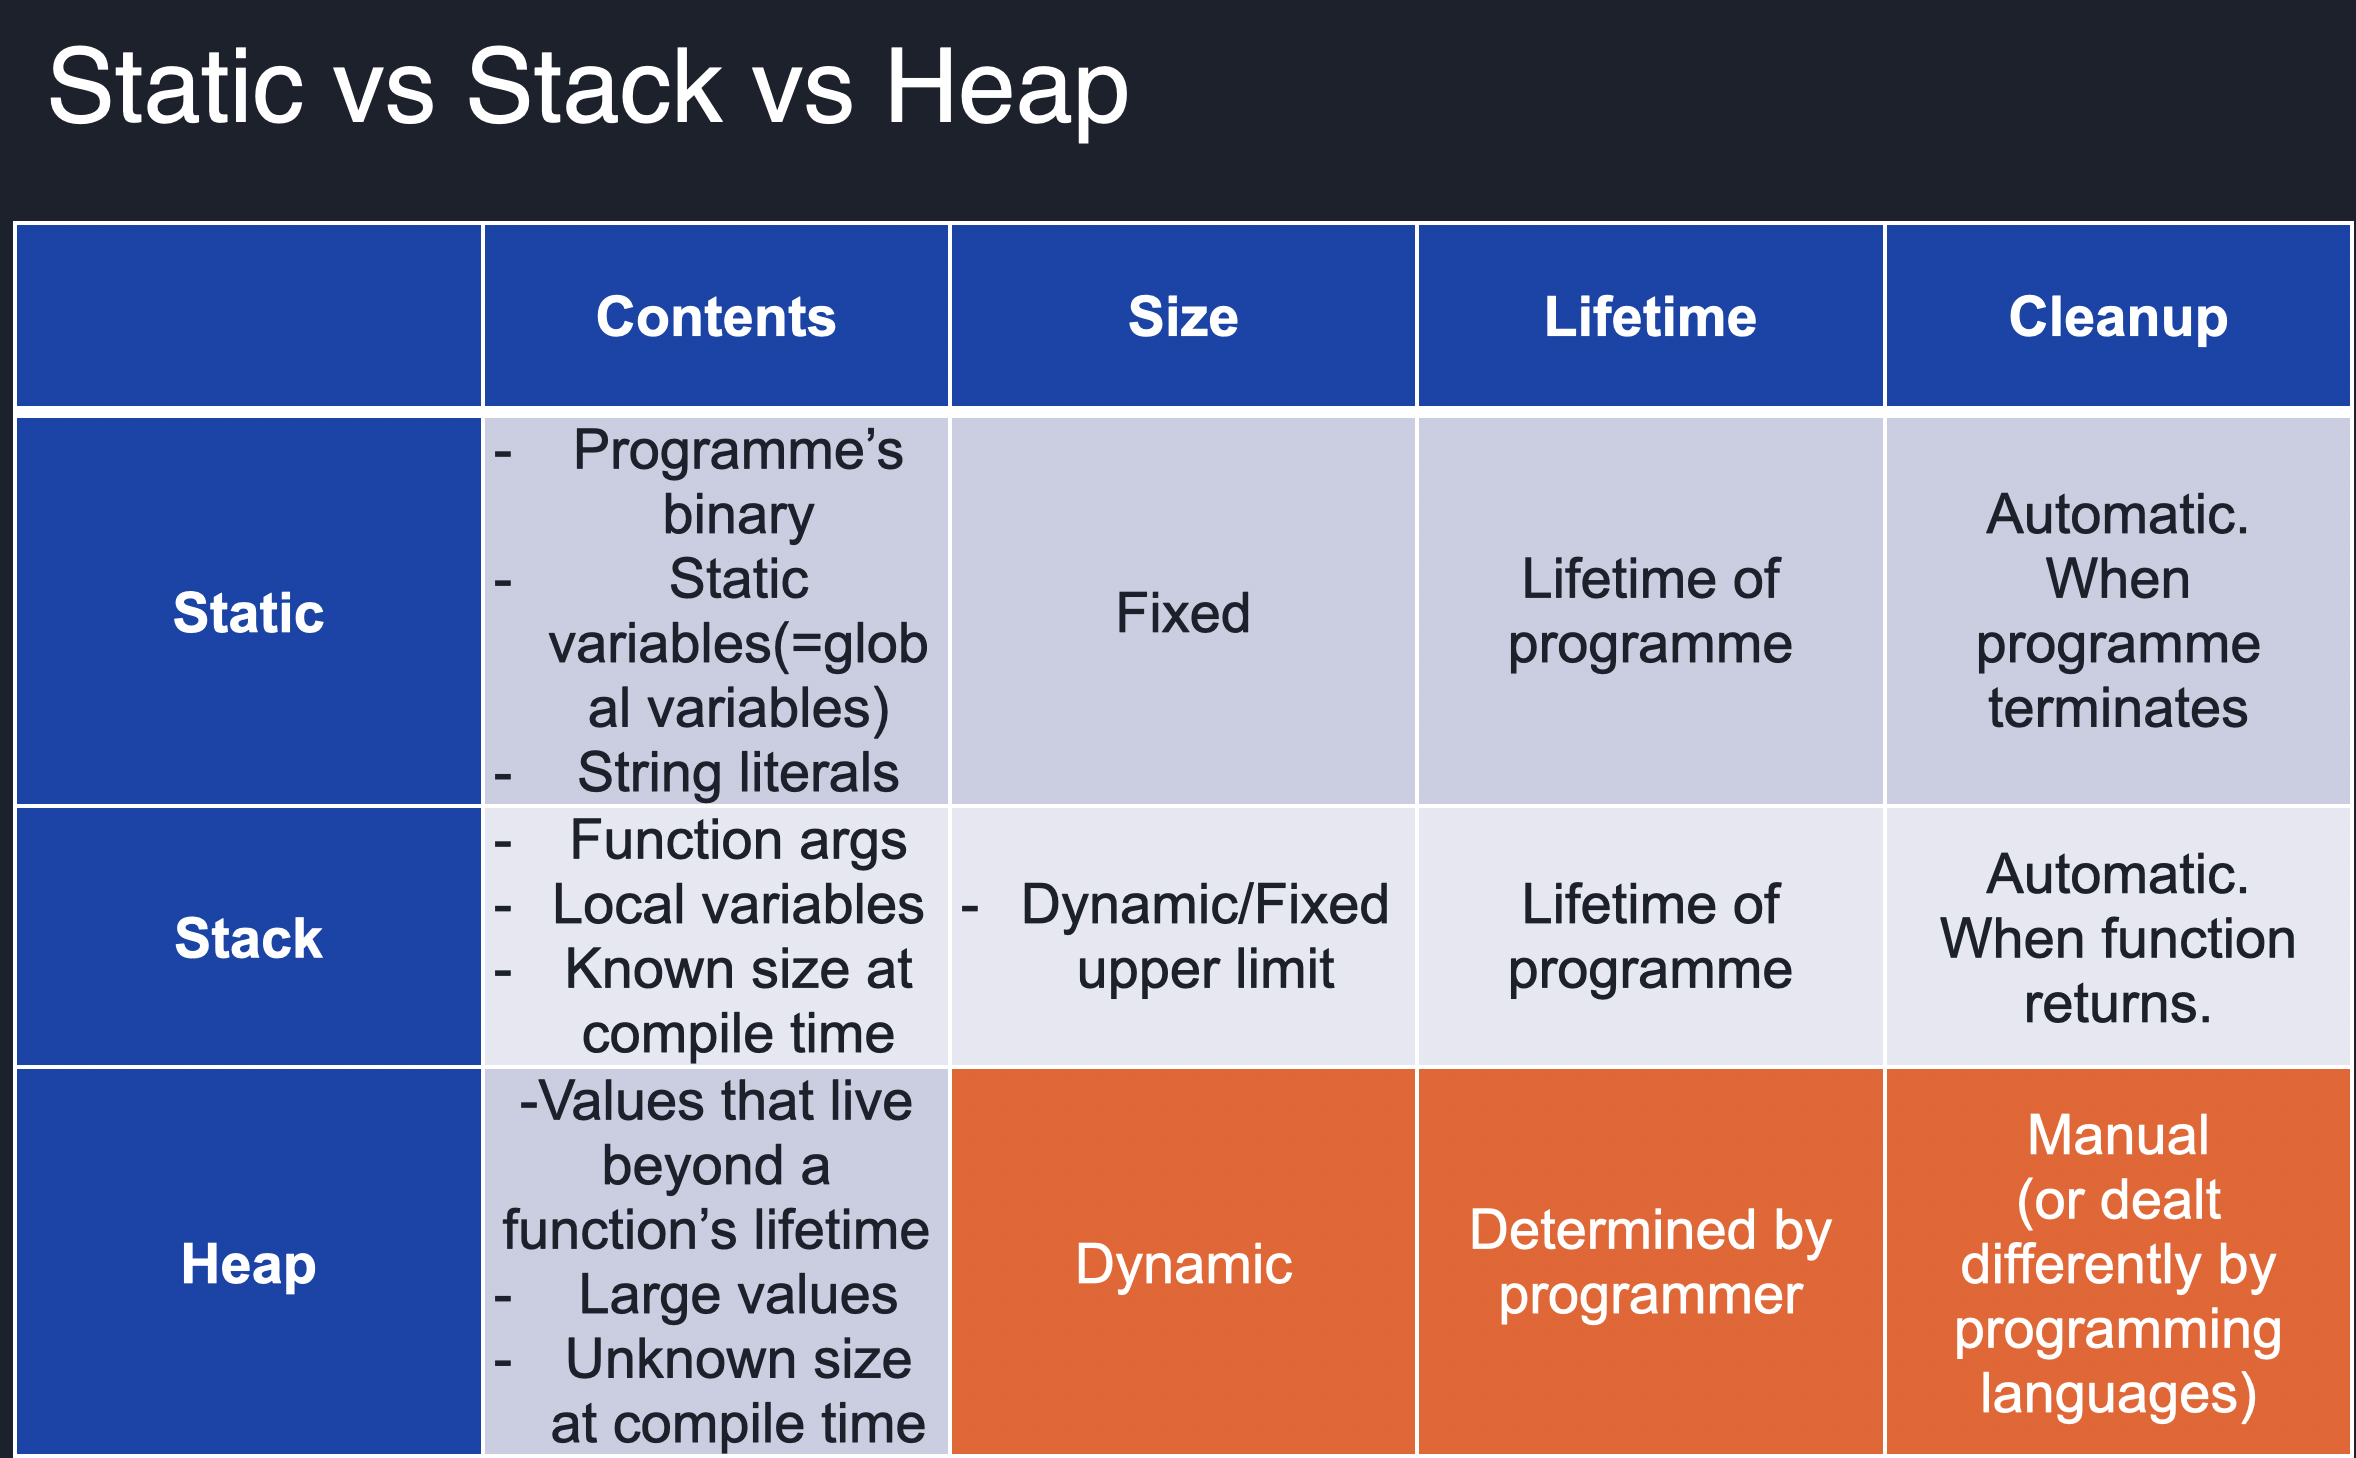 Static vs Stack vs Heap
Contents
Size
Lifetime
Cleanup
Static
- Programme’s
binary
- Static
variables(=glob
al variables)
- String literals
Fixed
Lifetime of
programme
Automatic.
When
programme
terminates
Stack
- Function args
- Local variables
- Known size at
compile time
- Dynamic/Fixed
upper limit
Lifetime of
programme
Automatic.
When function
returns.
Heap
-Values that live
beyond a
function’s lifetime
- Large values
- Unknown size
at compile time
Dynamic
Determined by
programmer
Manual
(or dealt
differently by
programming
languages)